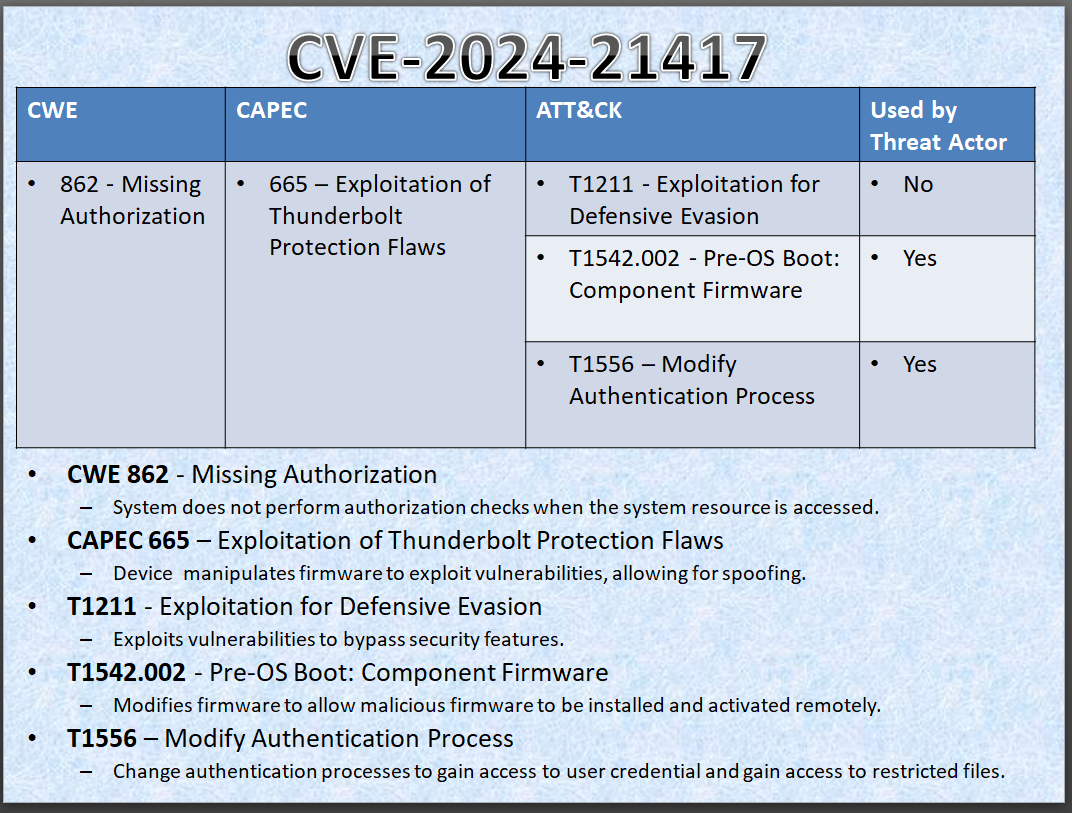 CVE-2024-21417
CWE
CAPEC
ATT&CK
Used by
Threat Actor
• 862 - Missing
Authorization
• 665 – Exploitation of
Thunderbolt
Protection Flaws
• T1211 - Exploitation for
Defensive Evasion
• No
• T1542.002 - Pre-OS Boot:
Component Firmware
• Yes
• T1556 – Modify
Authentication Process
• Yes
• CWE 862 - Missing Authorization
– System does not perform authorization checks when the system resource is accessed.
• CAPEC 665 – Exploitation of Thunderbolt Protection Flaws
– Device  manipulates firmware to exploit vulnerabilities, allowing for spoofing.
• T1211 - Exploitation for Defensive Evasion
– Exploits vulnerabilities to bypass security features.
• T1542.002 - Pre-OS Boot: Component Firmware
– Modifies firmware to allow malicious firmware to be installed and activated remotely.
• T1556 – Modify Authentication Process
– Change authentication processes to gain access to user credential and gain access to restricted files.